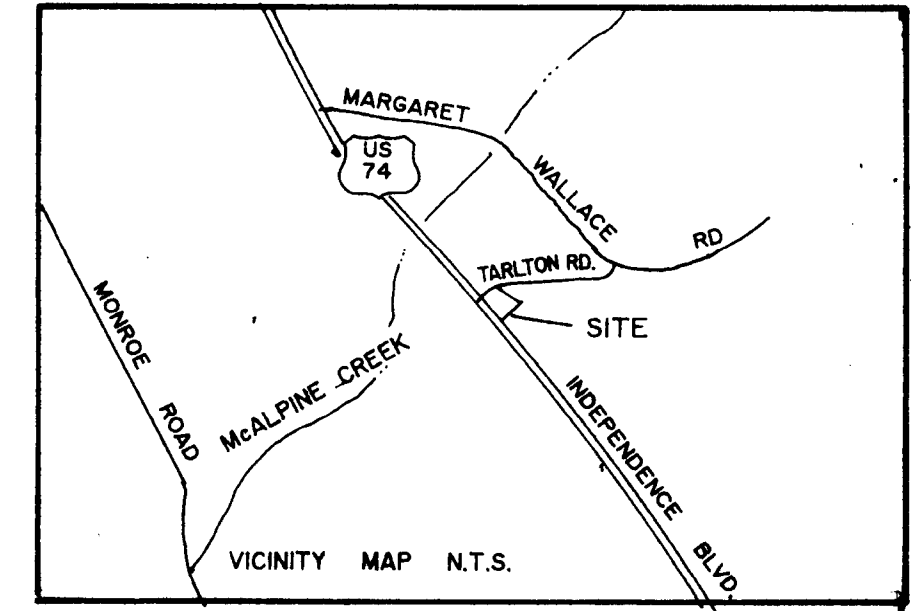 MARGARET
WALLACE
RD
US
74
TARLTON RD.
SITE
MONROE
ROAD
McALPINE CREEK
INDEPENDENCE
BLVD.
VICINITY MAP N.T.S.